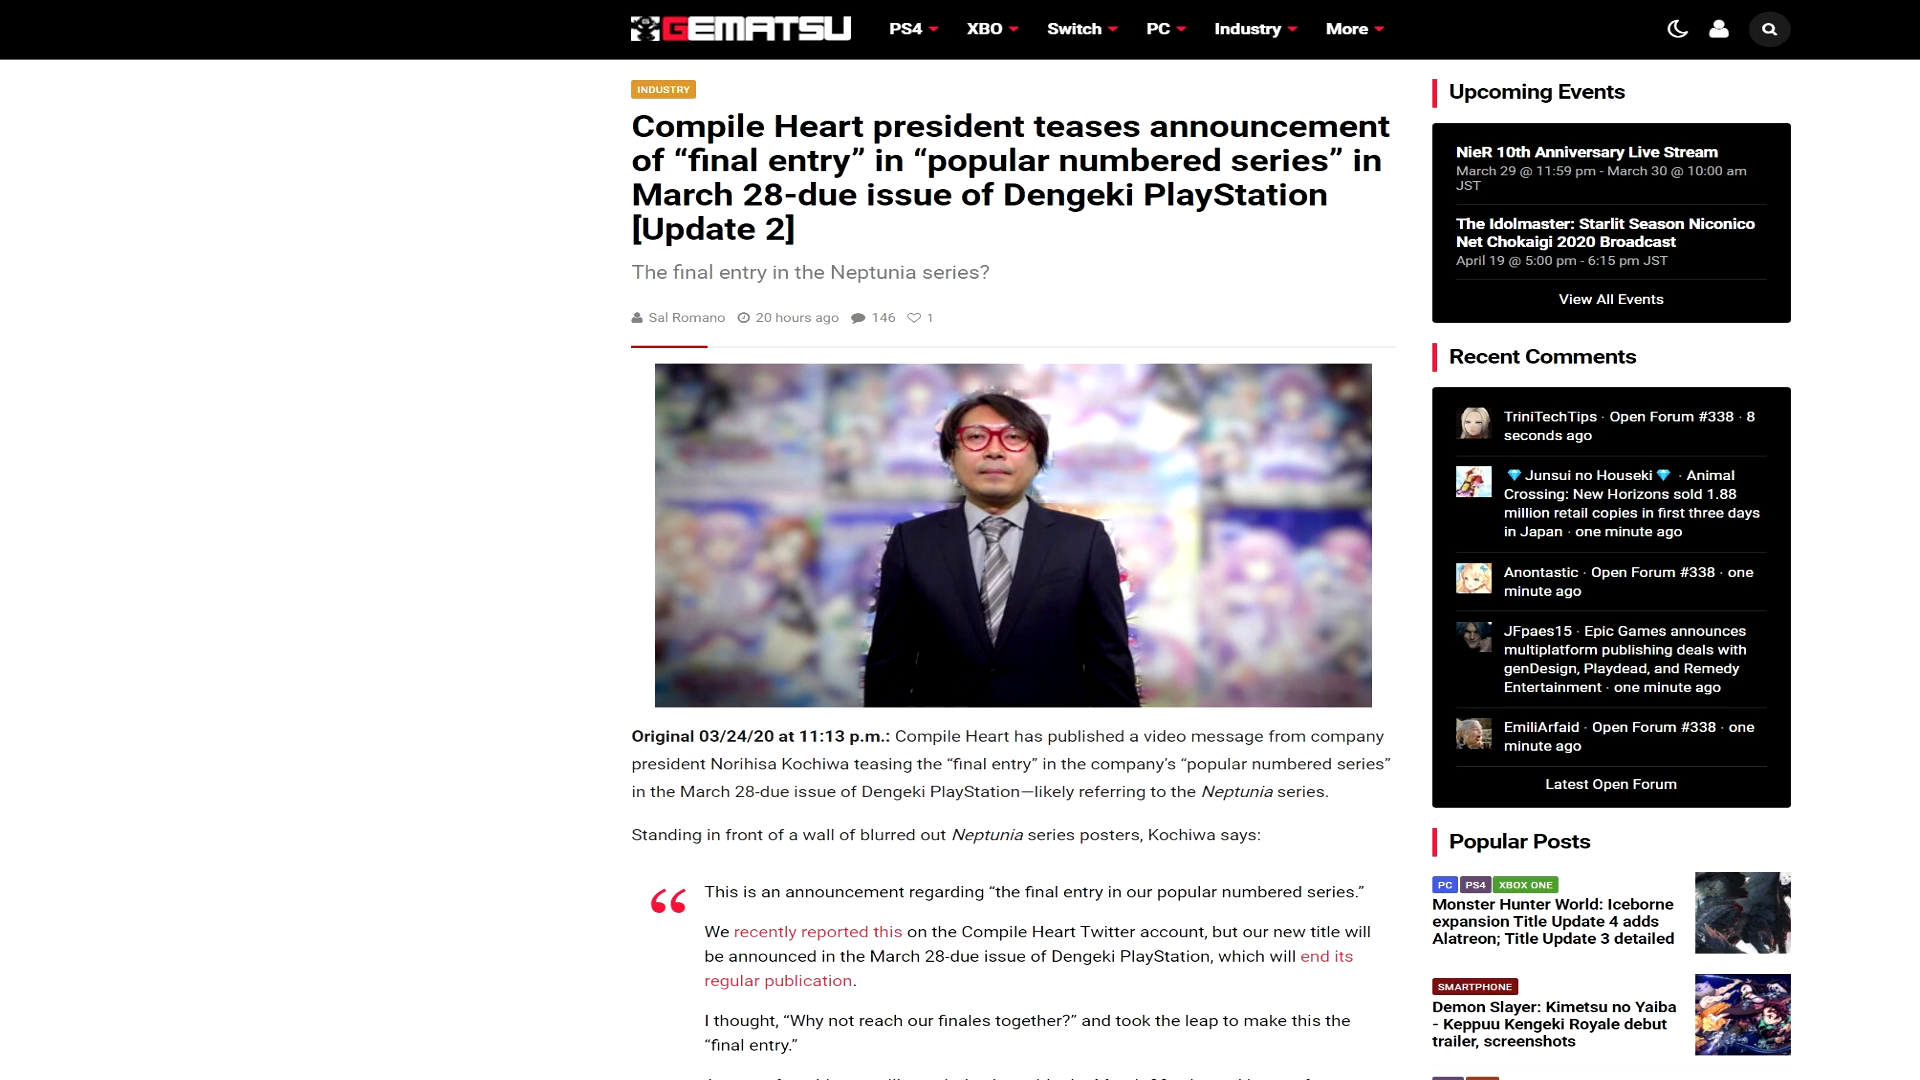 GEMATSU
PS4 XBO Switch PC Industry More
INDUSTRY
Compile Heart president teases announcement
of “final entry” in “popular numbered series” in
March 28-due issue of Dengeki PlayStation
[Update 2]
The final entry in the Neptunia series?
Sal Romano 20 hours ago 146 1
Original 03/24/20 at 11:13 p.m.: Compile Heart has published a video message from company
president Norihisa Kochiwa teasing the “final entry” in the company’s “popular numbered series”
in the March 28-due issue of Dengeki PlayStation—likely referring to the Neptunia series.
Standing in front of a wall of blurred out Neptunia series posters, Kochiwa says:
“
This is an announcement regarding “the final entry in our popular numbered series.”
We recently reported this on the Compile Heart Twitter account, but our new title will
be announced in the March 28-due issue of Dengeki PlayStation, which will end its
regular publication.
I thought, “Why not reach our finales together?” and took the leap to make this the
“final entry.”
Upcoming Events
NieR 10th Anniversary Live Stream
March 29 @ 11:59 pm - March 30 @ 10:00 am
JST
The Idolmaster: Starlit Season Niconico
Net Chokaigi 2020 Broadcast
April 19 @ 5:00 pm - 6:15 pm JST
View All Events
Recent Comments
TriniTechTips · Open Forum #338 · 8
seconds ago
💎Junsui no Houseki💎 · Animal
Crossing: New Horizons sold 1.88
million retail copies in first three days
in Japan · one minute ago
Anontastic · Open Forum #338 · one
minute ago
JFpaes15 · Epic Games announces
multiplatform publishing deals with
genDesign, Playdead, and Remedy
Entertainment · one minute ago
EmiliArfaid · Open Forum #338 · one
minute ago
Latest Open Forum
Popular Posts
PC PS4 XBOX ONE
Monster Hunter World: Iceborne
expansion Title Update 4 adds
Alatreon; Title Update 3 detailed
SMARTPHONE
Demon Slayer: Kimetsu no Yaiba
- Keppuu Kengeki Royale debut
trailer, screenshots